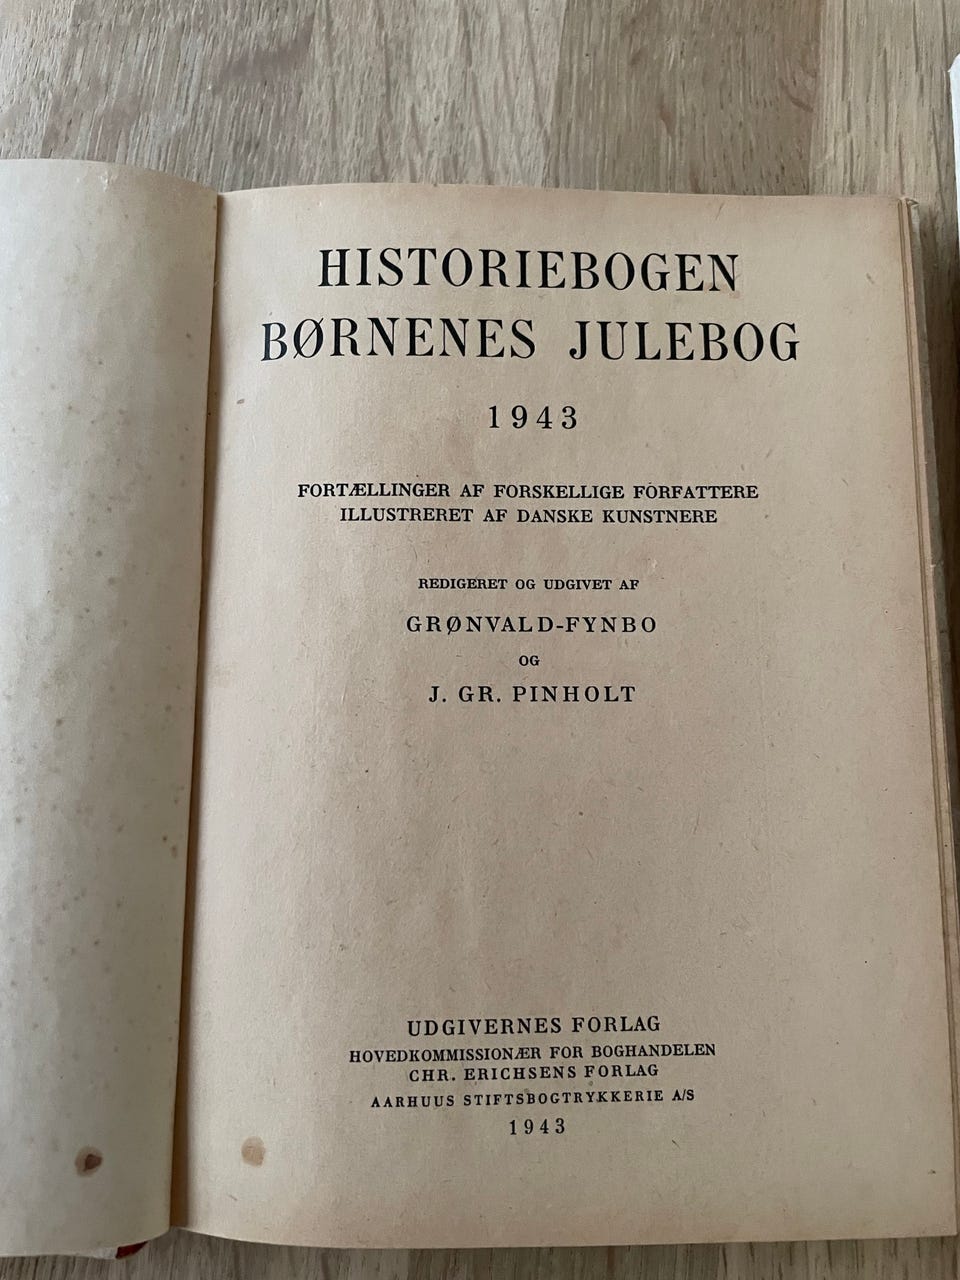 HISTORIEBOGEN
BØRNENES JULEBOG
1943
FORTÆLLINGER AF FORSKELLIGE FORFATTERE
ILLUSTRERET AF DANSKE KUNSTNERE
REDIGERET OG UDGIVET AF
GRØNVALD-FYNBO
OG
J. GR. PINHOLT
UDGIVERNES FORLAG
HOVEDKOMMISSIONÆR FOR BOGHANDELEN
CHR. ERICHSENS FORLAG
AARHUUS STIFTSBOGTRYKKERIE A/S
1943